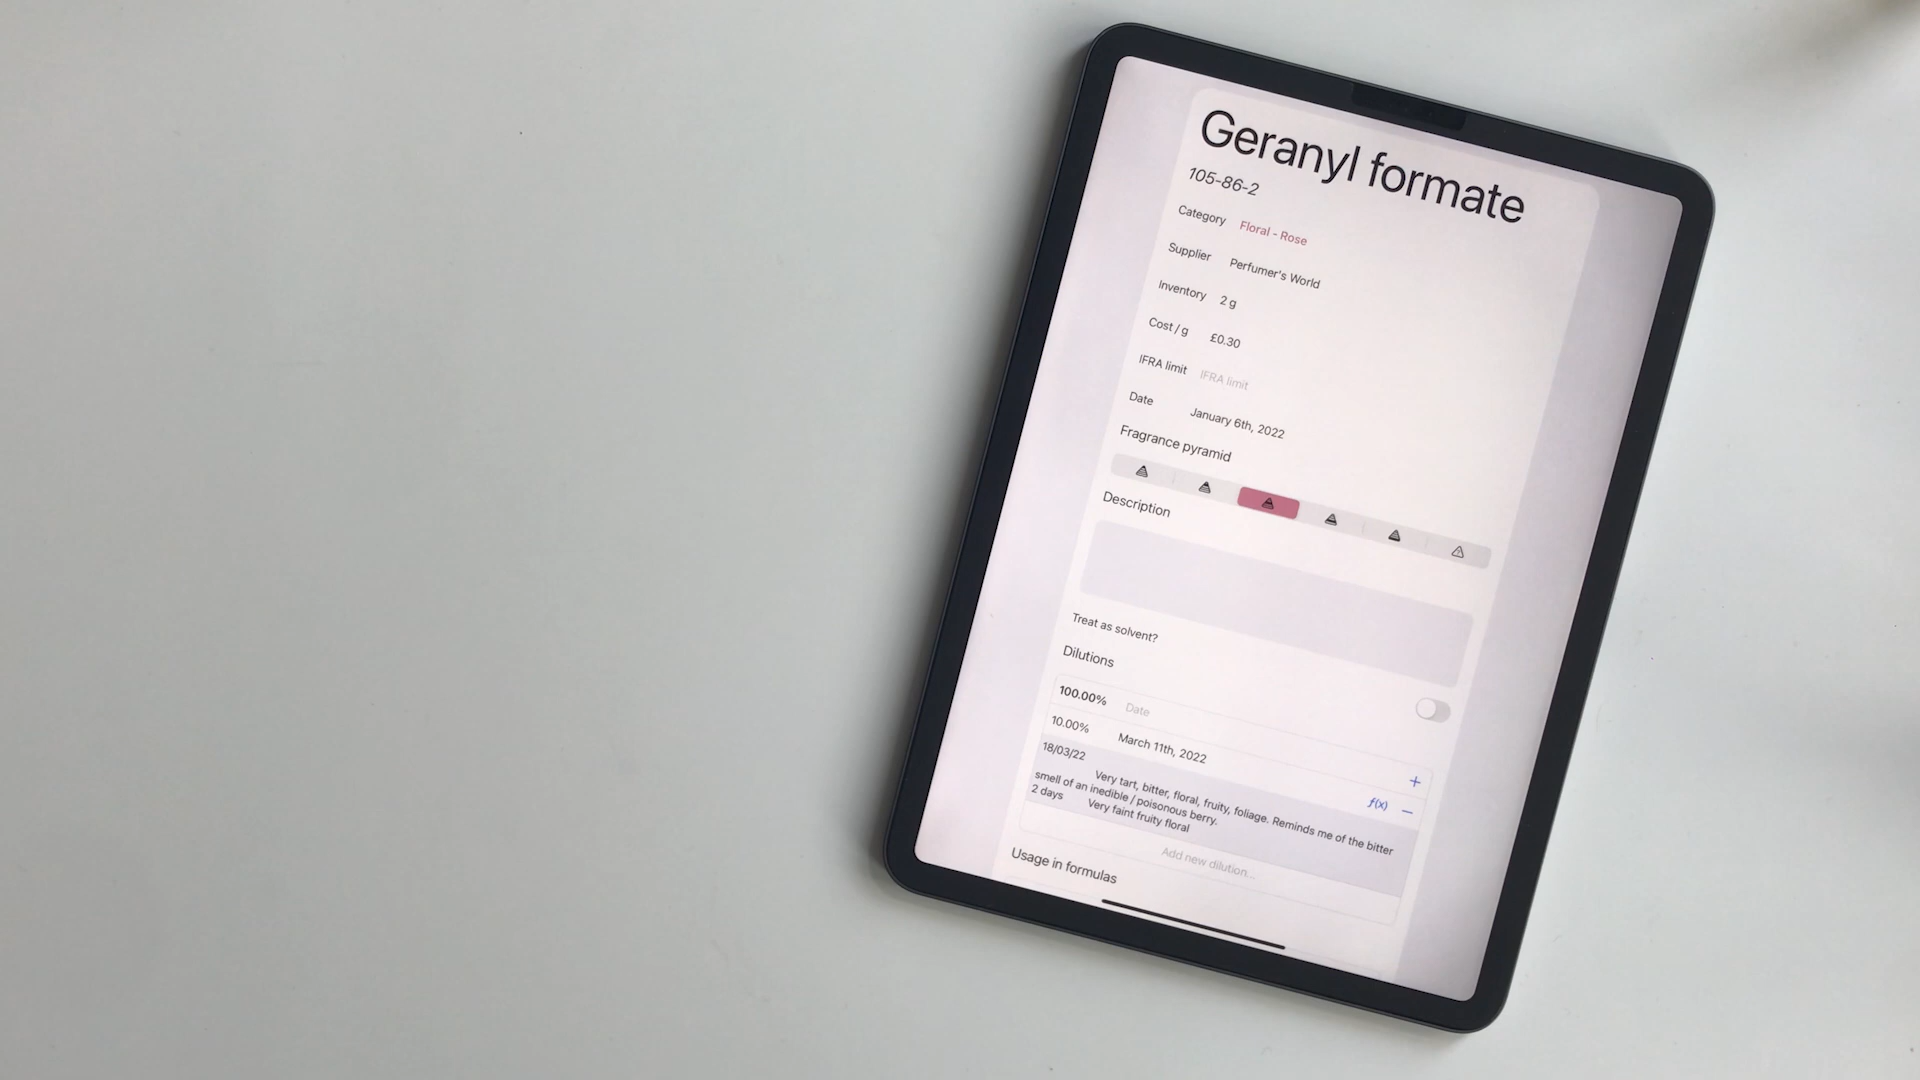 Geranyl formate
105-86-2
Category Floral - Rose
Supplier Perfumer's World
Inventory 2 g
Cost / g £0.30
IFRA limit IFRA limit
Date January 6th, 2022
Fragrance pyramid
Description
Treat as solvent?
Dilutions
100.00% Date
+
10.00% March 11th, 2022
f(x) −
18/03/22 Very tart, bitter, floral, fruity, foliage. Reminds me of the bitter
smell of an inedible / poisonous berry.
2 days Very faint fruity floral
Add new dilution...
Usage in formulas